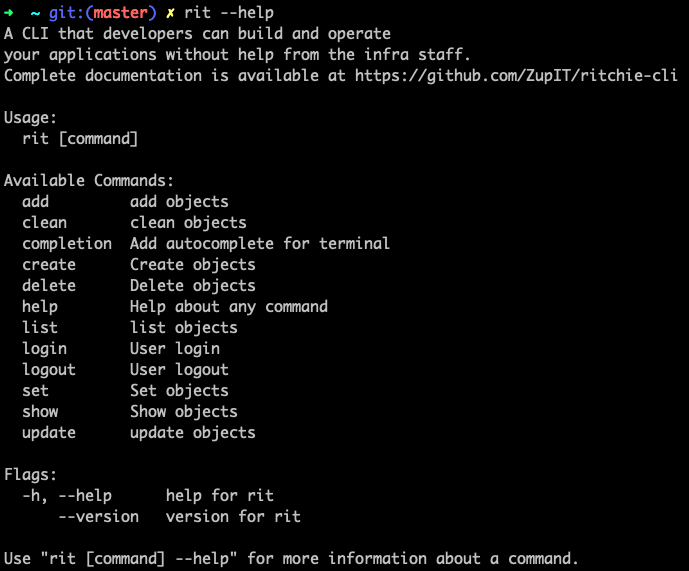 ➜  ~ git:(master) ✗ rit --help
A CLI that developers can build and operate
your applications without help from the infra staff.
Complete documentation is available at https://github.com/ZupIT/ritchie-cli

Usage:
  rit [command]

Available Commands:
  add         add objects
  clean       clean objects
  completion  Add autocomplete for terminal
  create      Create objects
  delete      Delete objects
  help        Help about any command
  list        list objects
  login       User login
  logout      User logout
  set         Set objects
  show        Show objects
  update      update objects

Flags:
  -h, --help      help for rit
      --version   version for rit

Use "rit [command] --help" for more information about a command.